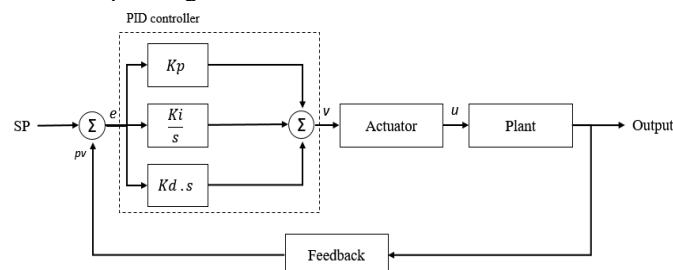 PID controller
Kp
e
Ki
s
v
u
SP
Σ
Σ
Actuator
Plant
Output
pv
Kd . s
Feedback